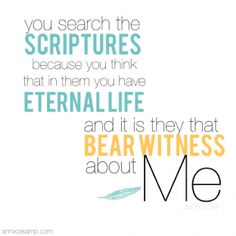 you search the
SCRIPTURES
because you think
that in them you have
ETERNAL LIFE
and it is they that
BEAR WITNESS
about Me
annvoskamp.com